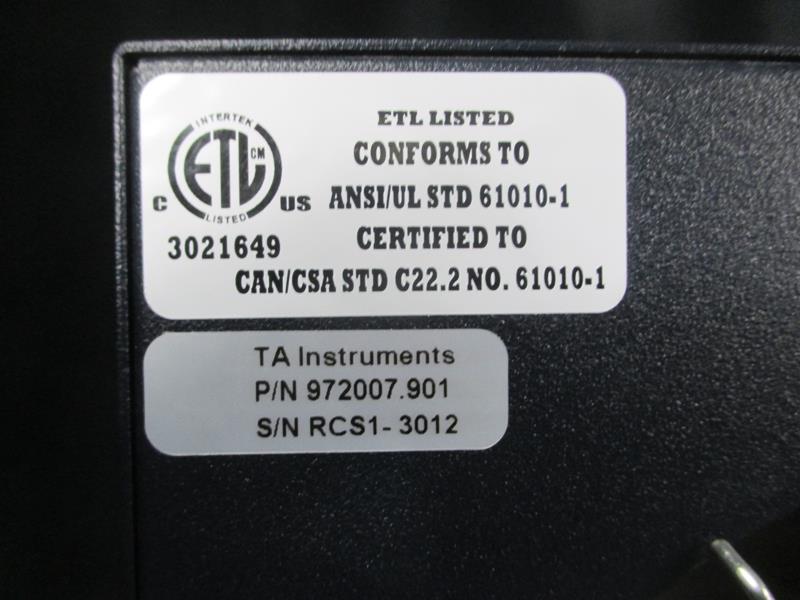 INTERTEK
ETL CM
LISTED
C US
3021649
ETL LISTED
CONFORMS TO
ANSI/UL STD 61010-1
CERTIFIED TO
CAN/CSA STD C22.2 NO. 61010-1
TA Instruments
P/N 972007.901
S/N RCS1- 3012